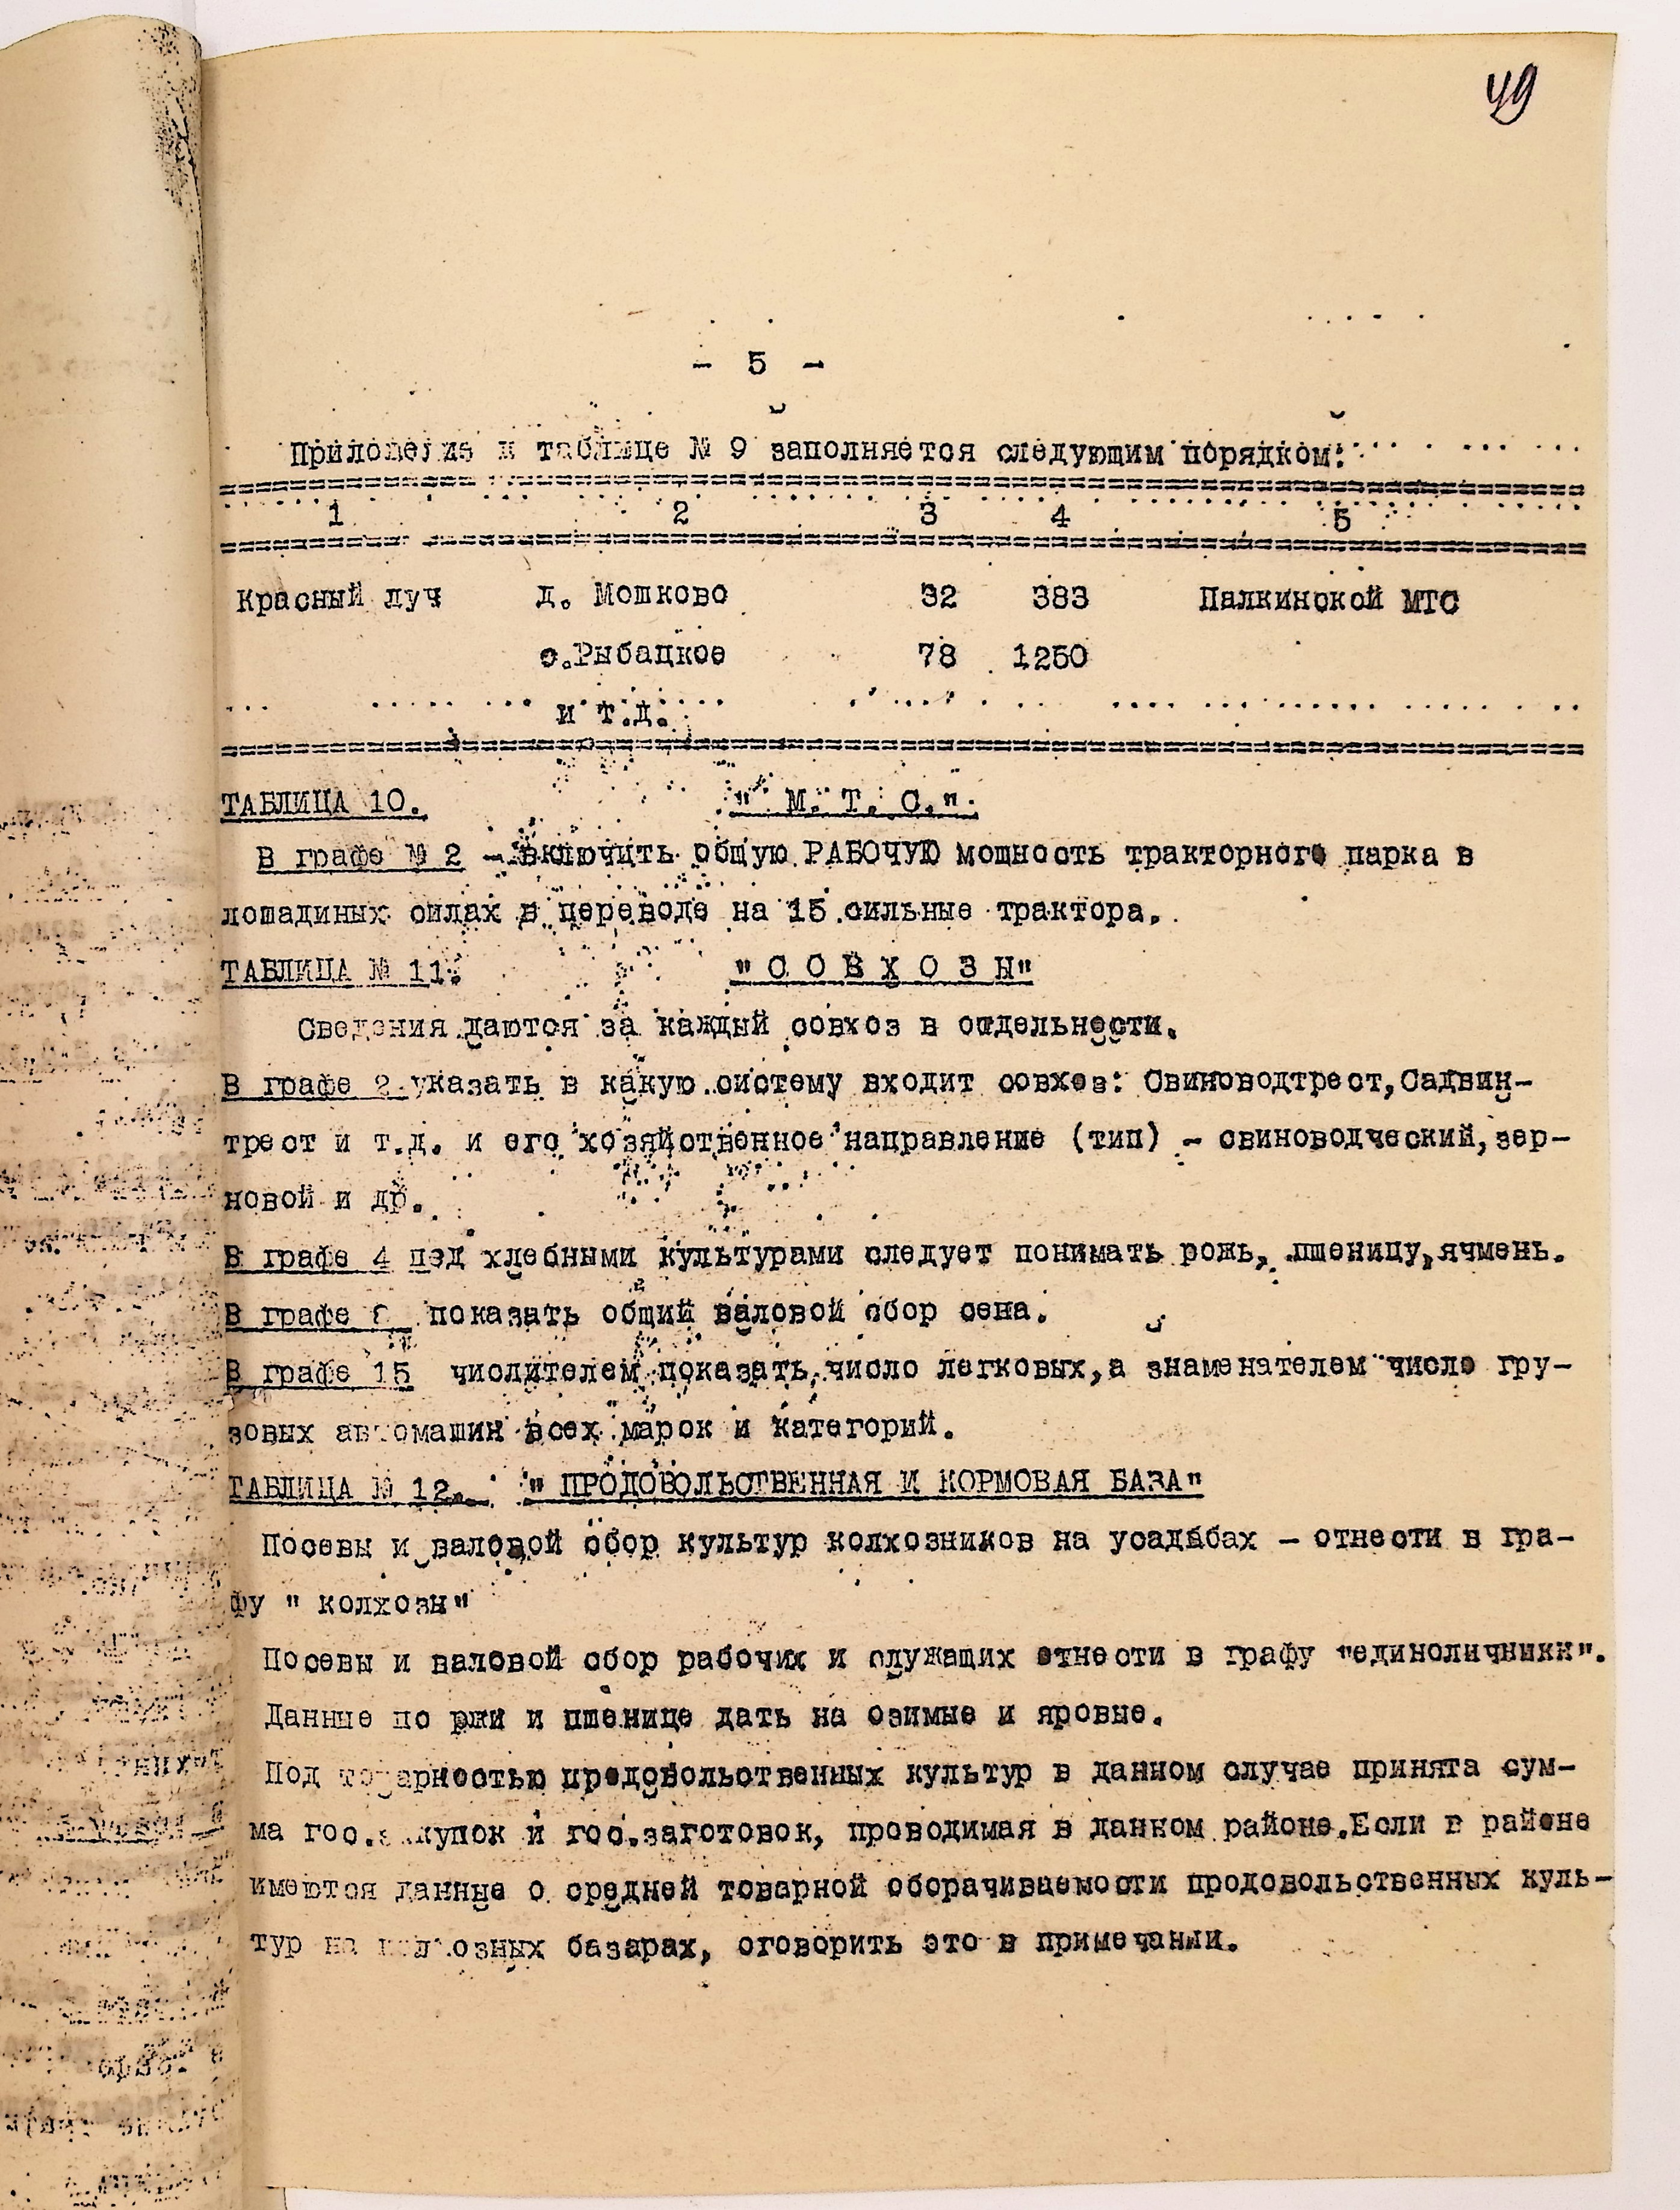 49
- 5 -
Приложение к таблице № 9 заполняется следующим порядком:
1 2 3 4 5
Красный луч д. Мошково 32 383 Палкинской МТС
с.Рыбацкое 78 1250
и т.д.
ТАБЛИЦА 10. " М. Т. С."
В графе № 2 - включить общую РАБОЧУЮ мощность тракторного парка в
лошадиных силах в переводе на 15 сильные трактора.
ТАБЛИЦА № 11. "С О В Х О З Ы"
Сведения даются за каждый совхоз в отдельности.
В графе 2 указать в какую систему входит совхоз: Свиноводтрест,Садвин-
трест и т.д. и его хозяйственное направление (тип) - свиноводческий,зер-
новой и др.
В графе 4 под хлебными культурами следует понимать рожь, пшеницу,ячмень.
В графе показать общий валовой сбор сена.
В графе 15 числителем показать число легковых,а знаменателем число гру-
зовых автомашин всех марок и категорий.
ТАБЛИЦА № 12. " ПРОДОВОЛЬСТВЕННАЯ И КОРМОВАЯ БАЗА"
Посевы и валовой сбор культур колхозников на усадьбах - отнести в гра-
фу " колхозы"
Посевы и валовой сбор рабочих и служащих отнести в графу "единоличники".
Данные по ржи и пшенице дать на озимые и яровые.
Под товарностью продовольственных культур в данном случае принята сум-
ма гос.закупок и гос.заготовок, проводимая в данном районе.Если в районе
имеются данные о средней товарной оборачиваемости продовольственных куль-
тур на колхозных базарах, оговорить это в примечании.